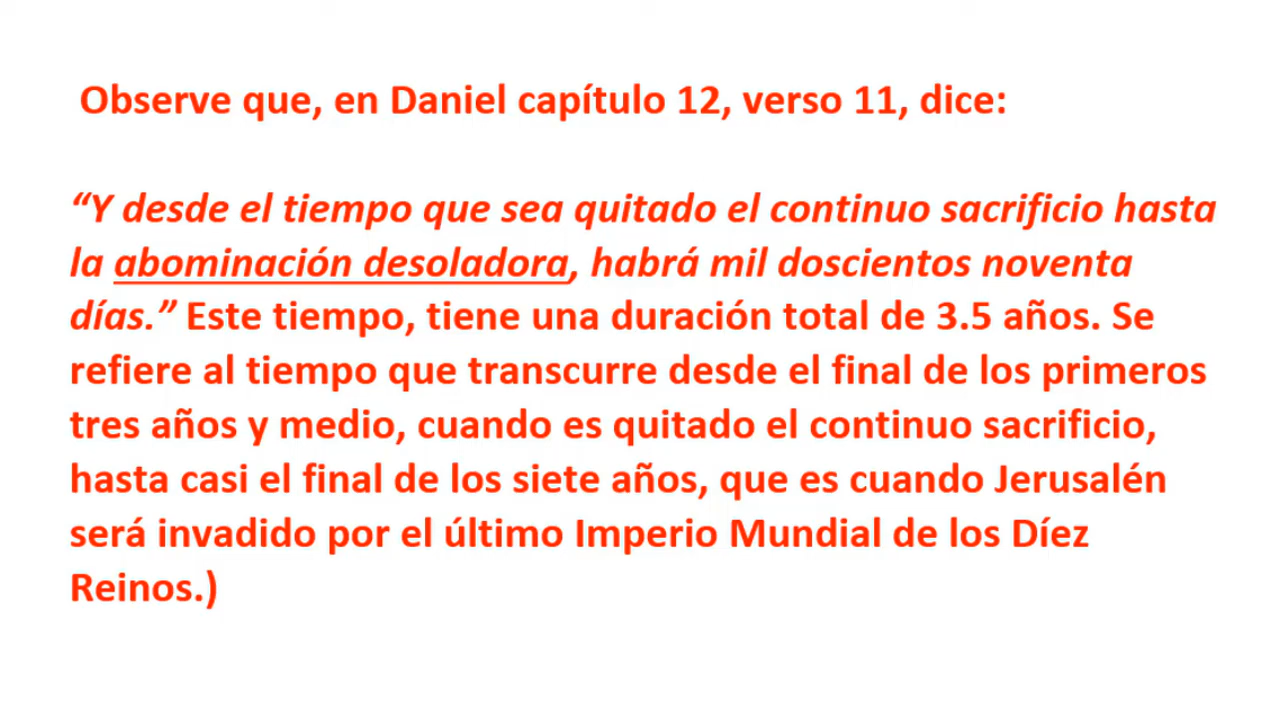 Observe que, en Daniel capítulo 12, verso 11, dice:
“Y desde el tiempo que sea quitado el continuo sacrificio hasta
la abominación desoladora, habrá mil doscientos noventa
días.” Este tiempo, tiene una duración total de 3.5 años. Se
refiere al tiempo que transcurre desde el final de los primeros
tres años y medio, cuando es quitado el continuo sacrificio,
hasta casi el final de los siete años, que es cuando Jerusalén
será invadido por el último Imperio Mundial de los Díez
Reinos.)